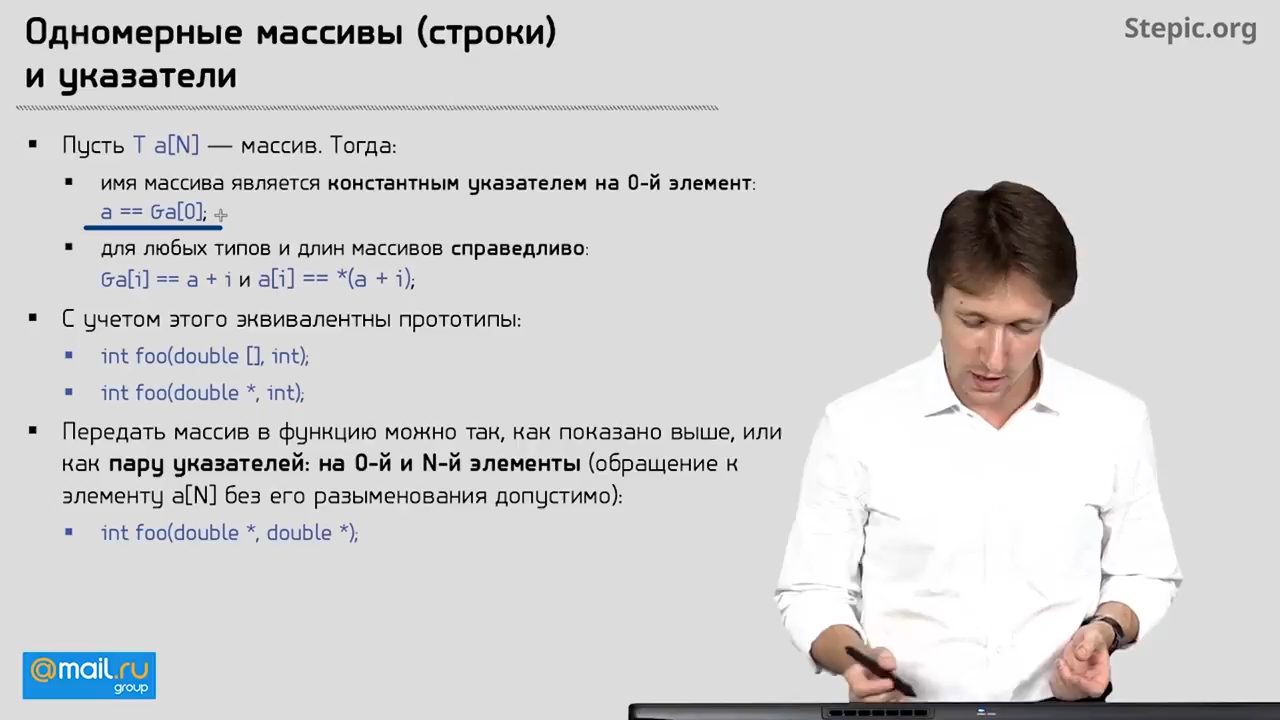 Одномерные массивы (строки)
и указатели
Stepic.org
Пусть T a[N] — массив. Тогда:
имя массива является константным указателем на 0-й элемент:
a == &a[0];
для любых типов и длин массивов справедливо:
&a[i] == a + i и a[i] == *(a + i);
С учетом этого эквивалентны прототипы:
int foo(double [], int);
int foo(double *, int);
Передать массив в функцию можно так, как показано выше, или
как пару указателей: на 0-й и N-й элементы (обращение к
элементу a[N] без его разыменования допустимо):
int foo(double *, double *);
@mail.ru
group